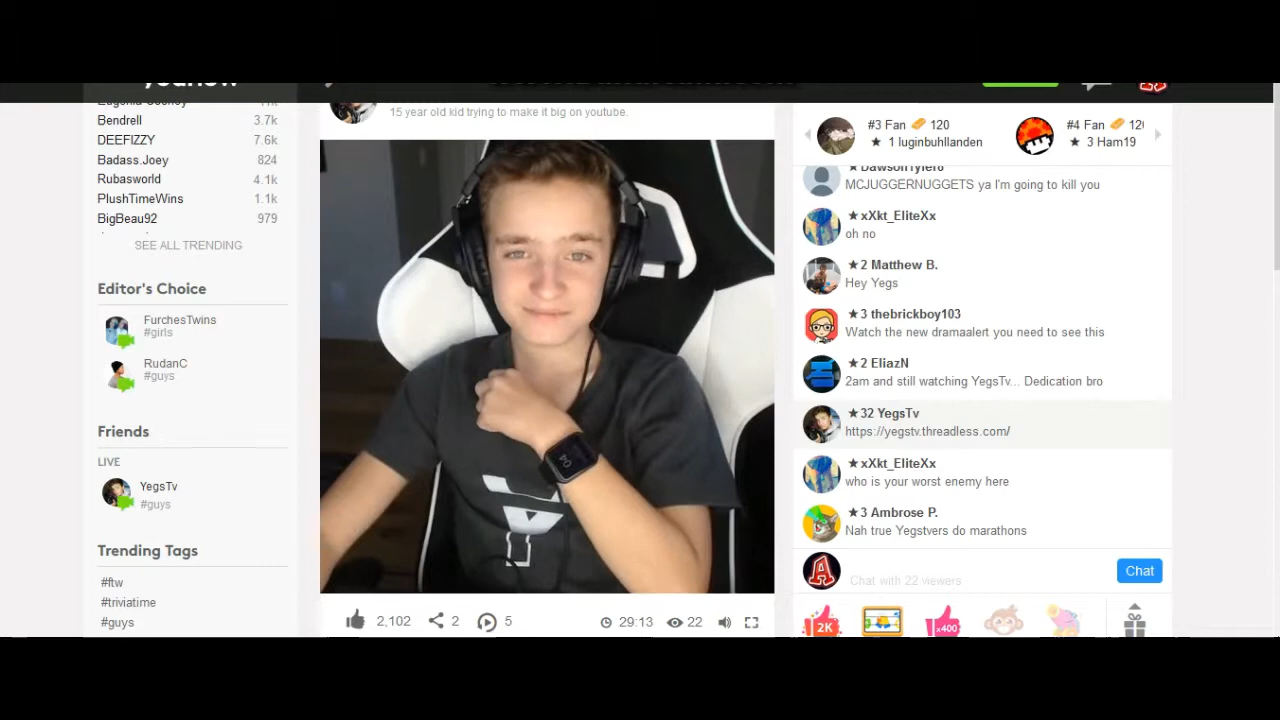 Bendrell 3.7k
DEEFIZZY 7.6k
Badass.Joey 824
Rubasworld 4.1k
PlushTimeWins 1.1k
BigBeau92 979
SEE ALL TRENDING
Editor's Choice
FurchesTwins
#girls
RudanC
#guys
Friends
LIVE
YegsTv
#guys
Trending Tags
#ftw
#triviatime
#guys
15 year old kid trying to make it big on youtube.
04
2,102 2 5 29:13 22
#3 Fan 120
★ 1 luginbuhllanden
#4 Fan
★ 3 Ham19
MCJUGGERNUGGETS ya I'm going to kill you
★ xXkt_EliteXx
oh no
★2 Matthew B.
Hey Yegs
★3 thebrickboy103
Watch the new dramaalert you need to see this
★2 EliazN
2am and still watching YegsTv... Dedication bro
★32 YegsTv
https://yegstv.threadless.com/
★ xXkt_EliteXx
who is your worst enemy here
★3 Ambrose P.
Nah true Yegstvers do marathons
Chat with 22 viewers
Chat
2K
x400